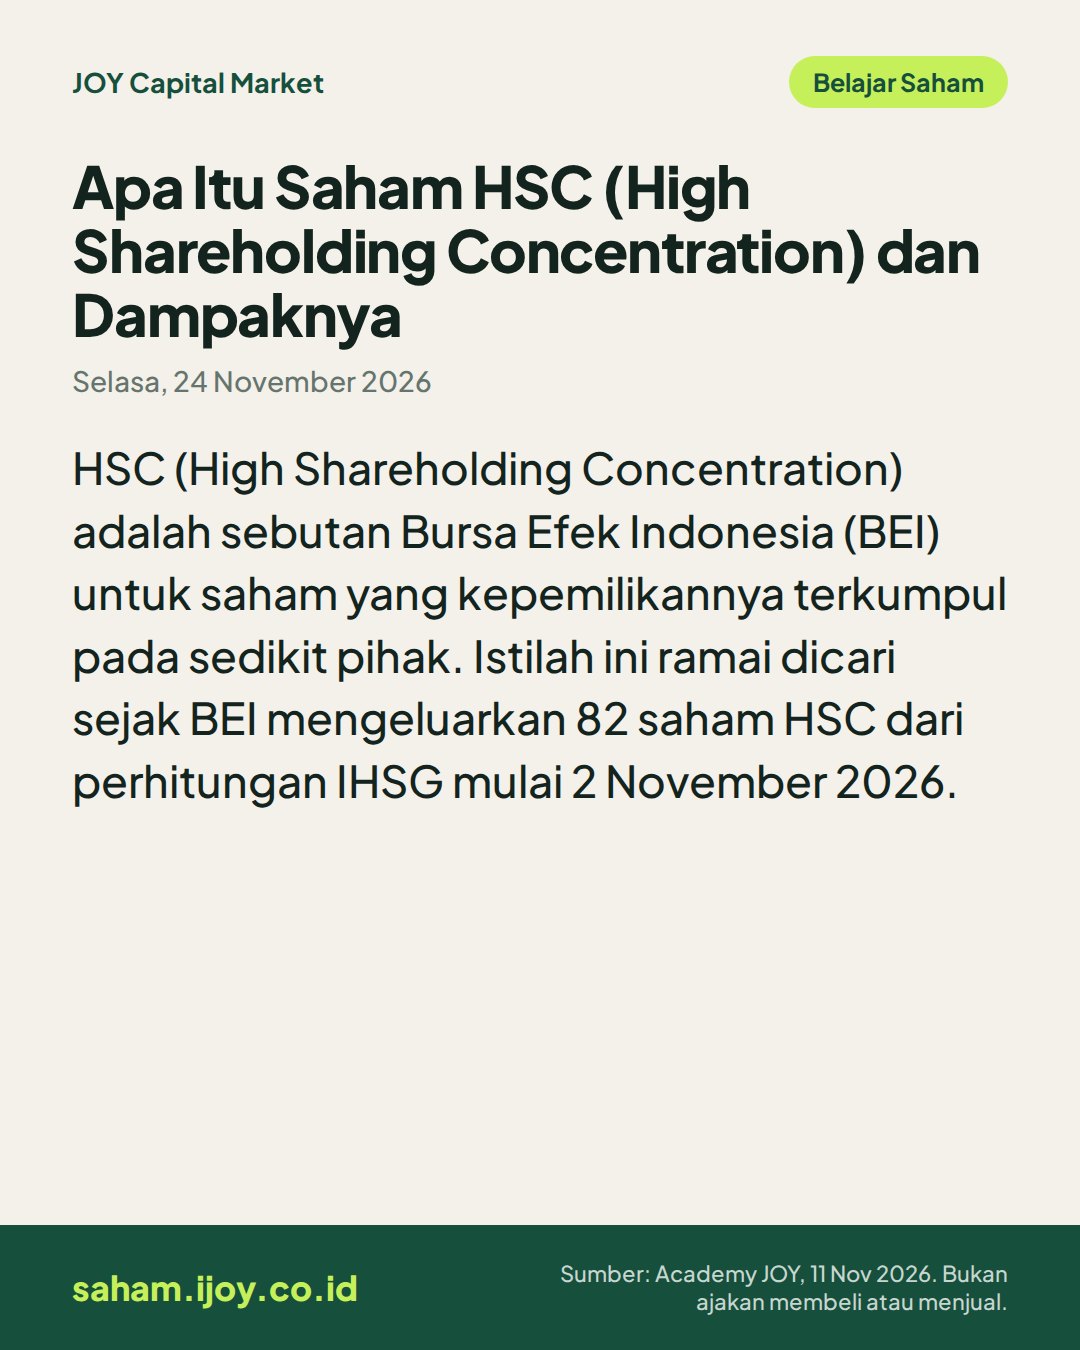 JOY Capital Market
Belajar Saham
Apa Itu Saham HSC (High
Shareholding Concentration) dan
Dampaknya
Selasa, 24 November 2026
HSC (High Shareholding Concentration)
adalah sebutan Bursa Efek Indonesia (BEI)
untuk saham yang kepemilikannya terkumpul
pada sedikit pihak. Istilah ini ramai dicari
sejak BEI mengeluarkan 82 saham HSC dari
perhitungan IHSG mulai 2 November 2026.
saham.ijoy.co.id
Sumber: Academy JOY, 11 Nov 2026. Bukan
ajakan membeli atau menjual.